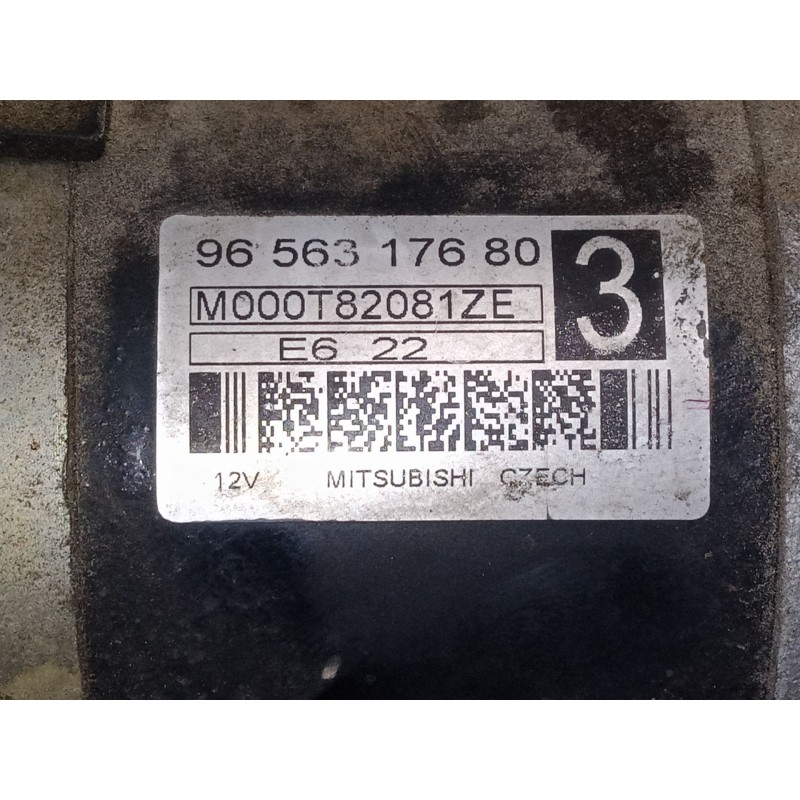 96 563 176 80
3
M000T82081ZE
E6 22
12V MITSUBISHI CZECH